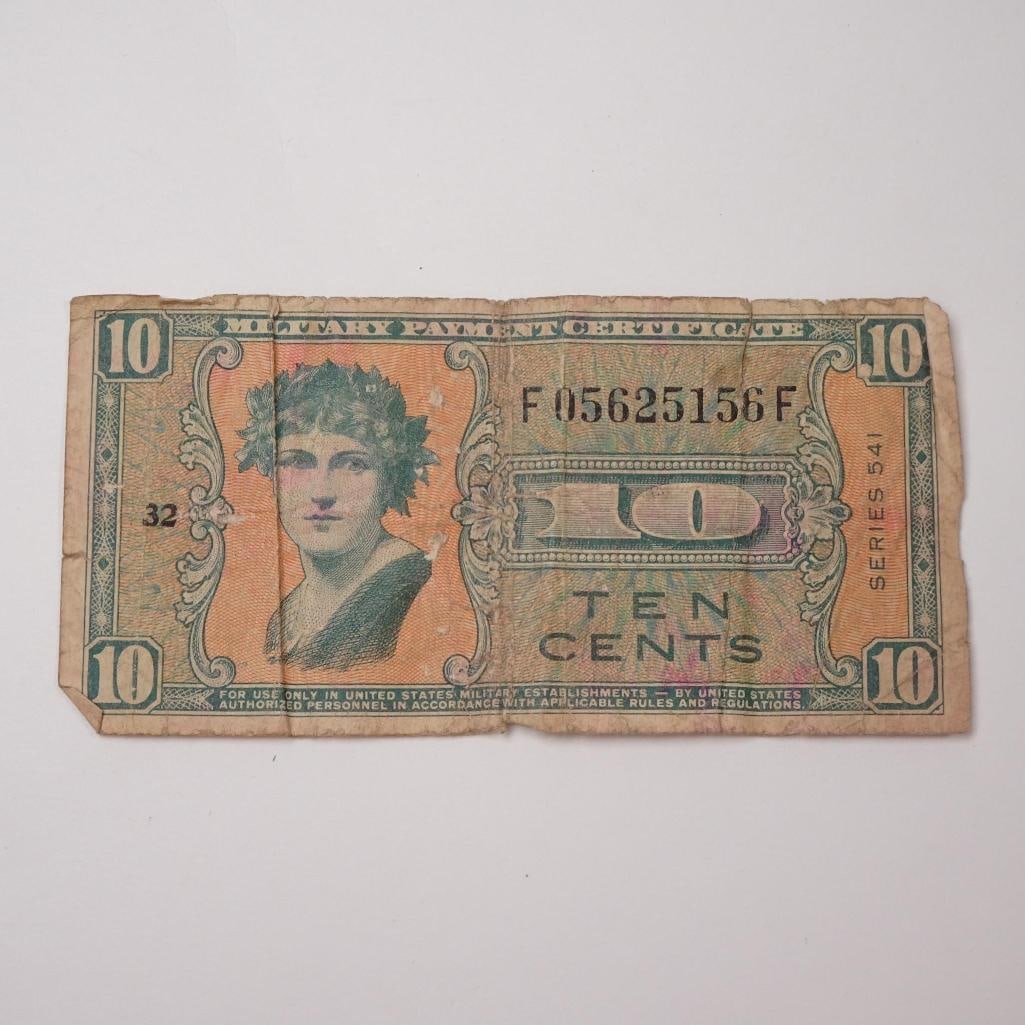 10 MILITARY PAYMENT CERTIFICATE 10
F 05625156 F
SERIES 541
32
10
TEN
CENTS
10 10
FOR USE ONLY IN UNITED STATES MILITARY ESTABLISHMENTS — BY UNITED STATES
AUTHORIZED PERSONNEL IN ACCORDANCE WITH APPLICABLE RULES AND REGULATIONS.